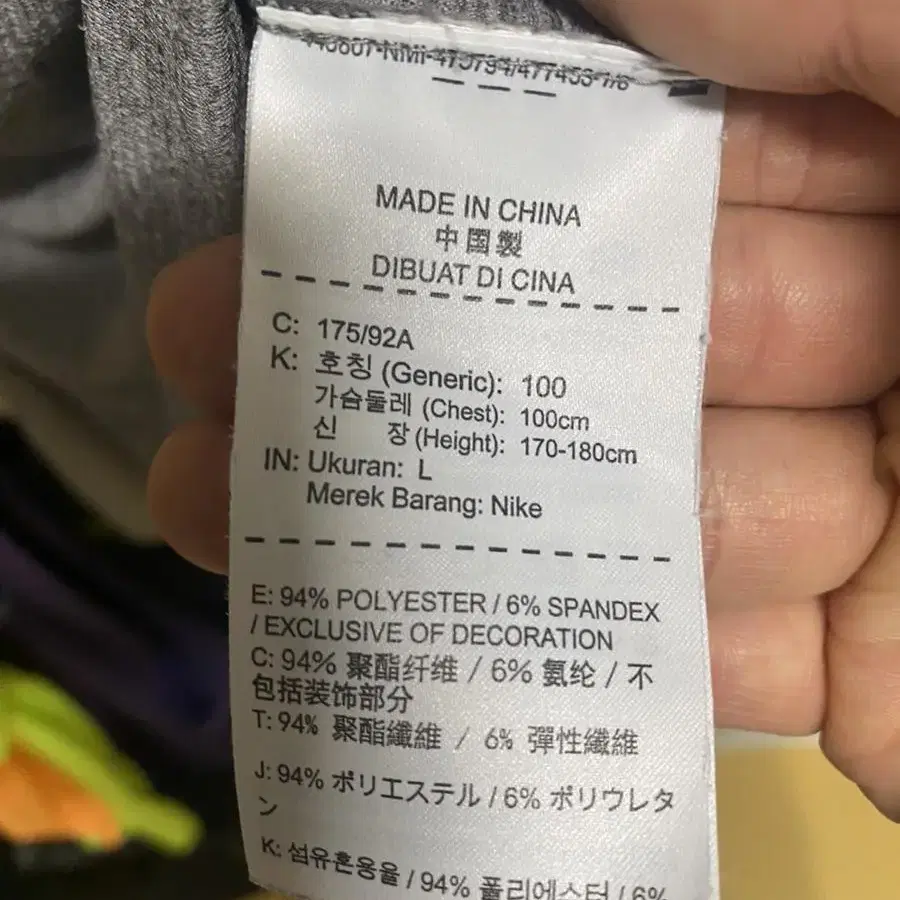 MADE IN CHINA
中国製
DIBUAT DI CINA
C: 175/92A
K: 호칭 (Generic): 100
가슴둘레 (Chest): 100cm
신 장 (Height): 170-180cm
IN: Ukuran: L
Merek Barang: Nike
E: 94% POLYESTER / 6% SPANDEX
/ EXCLUSIVE OF DECORATION
C: 94% 聚酯纤维 / 6% 氨纶 / 不
包括装饰部分
T: 94% 聚酯纖維 / 6% 彈性纖維
J: 94% ポリエステル / 6% ポリウレタ
ン
K: 섬유혼용율 / 94% 폴리에스터 / 6%